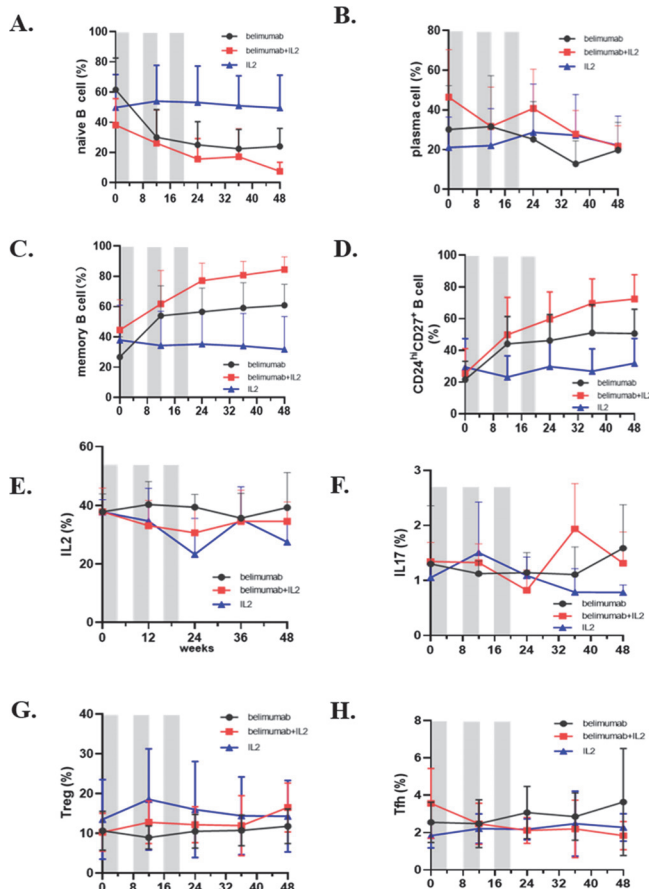 A.
belimumab
belimumab+IL2
IL2
naive B cell (%)
100
80
60
40
20
0
0 8 16 24 32 40 48
B.
belimumab
belimumab+IL2
IL2
plasma cell (%)
80
60
40
20
0
0 8 16 24 32 40 48
C.
memory B cell (%)
100
80
60
40
20
0
belimumab
belimumab+IL2
IL2
0 8 16 24 32 40 48
D.
CD24hiCD27+ B cell
(%)
100
80
60
40
20
0
belimumab
belimumab+IL2
IL2
0 8 16 24 32 40 48
E.
IL2 (%)
60
40
20
0
belimumab
belimumab+IL2
IL2
0 12 24 36 48
weeks
F.
IL17 (%)
3
2
1
0
belimumab
belimumab+IL2
IL2
0 8 16 24 32 40 48
G.
belimumab
belimumab+IL2
IL2
Treg (%)
40
30
20
10
0
0 8 16 24 32 40 48
H.
belimumab
belimumab+IL2
IL2
Tfh (%)
8
6
4
2
0
0 8 16 24 32 40 48